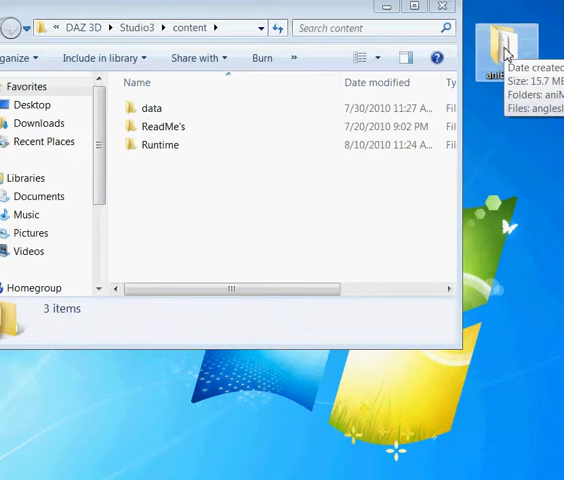 DAZ 3D
Studio3
content
Search content
ganize
Include in library
Share with
Burn
Favorites
Desktop
Downloads
Recent Places
Libraries
Documents
Music
Pictures
Videos
Homegroup
Name
Date modified
data
7/30/2010 11:27 A...
ReadMe's
7/20/2010 9:02 PM
Runtime
8/10/2010 11:24 A...
3 items
Date created
Size: 15.7 MB
Folders: aniM
Files: anglesl